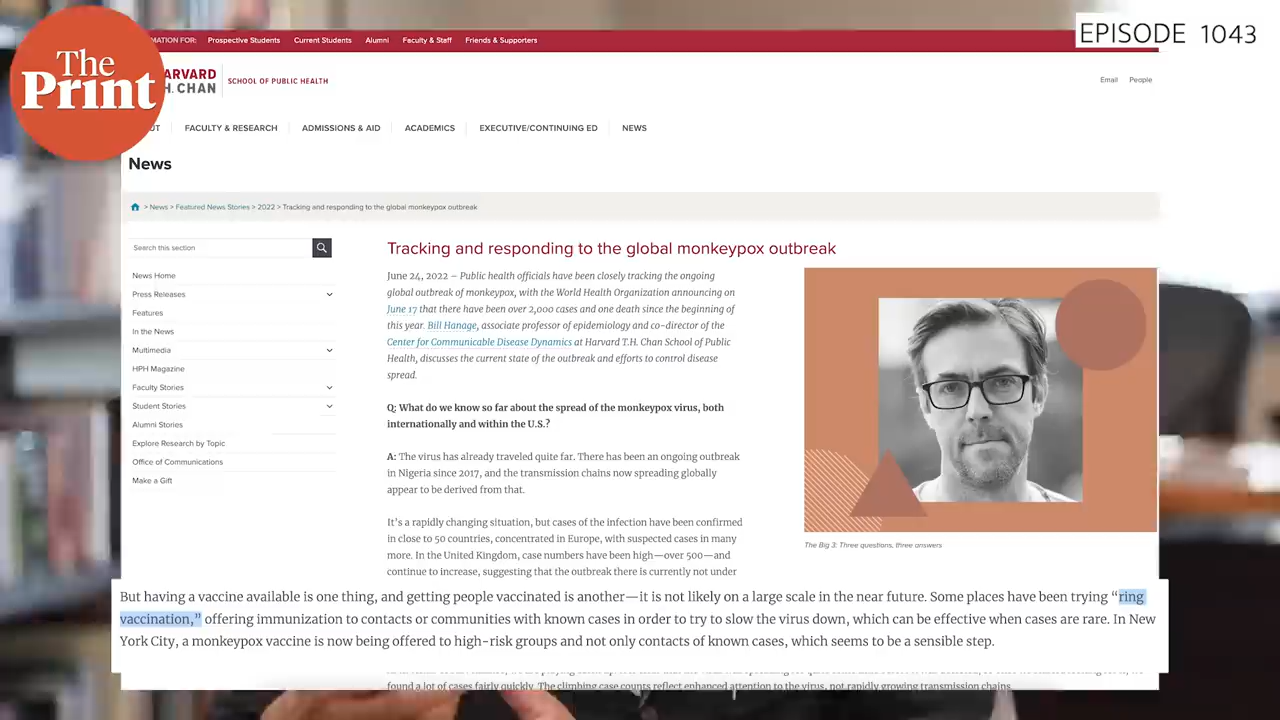 The
Print
EPISODE 1043
MATION FOR: Prospective Students Current Students Alumni Faculty & Staff Friends & Supporters
ARVARD
H. CHAN
SCHOOL OF PUBLIC HEALTH
Email People
UT FACULTY & RESEARCH ADMISSIONS & AID ACADEMICS EXECUTIVE/CONTINUING ED NEWS
News
> News > Featured News Stories > 2022 > Tracking and responding to the global monkeypox outbreak
Search this section
News Home
Press Releases
Features
In the News
Multimedia
HPH Magazine
Faculty Stories
Student Stories
Alumni Stories
Explore Research by Topic
Office of Communications
Make a Gift
Tracking and responding to the global monkeypox outbreak
June 24, 2022 – Public health officials have been closely tracking the ongoing
global outbreak of monkeypox, with the World Health Organization announcing on
June 17 that there have been over 2,000 cases and one death since the beginning of
this year. Bill Hanage, associate professor of epidemiology and co-director of the
Center for Communicable Disease Dynamics at Harvard T.H. Chan School of Public
Health, discusses the current state of the outbreak and efforts to control disease
spread.
Q: What do we know so far about the spread of the monkeypox virus, both
internationally and within the U.S.?
A: The virus has already traveled quite far. There has been an ongoing outbreak
in Nigeria since 2017, and the transmission chains now spreading globally
appear to be derived from that.
It's a rapidly changing situation, but cases of the infection have been confirmed
in close to 50 countries, concentrated in Europe, with suspected cases in many
more. In the United Kingdom, case numbers have been high—over 500—and
continue to increase, suggesting that the outbreak there is currently not under
The Big 3: Three questions, three answers
But having a vaccine available is one thing, and getting people vaccinated is another—it is not likely on a large scale in the near future. Some places have been trying “ring
vaccination,” offering immunization to contacts or communities with known cases in order to try to slow the virus down, which can be effective when cases are rare. In New
York City, a monkeypox vaccine is now being offered to high-risk groups and not only contacts of known cases, which seems to be a sensible step.
found a lot of cases fairly quickly. The climbing case counts reflect enhanced attention to the virus, not rapidly growing transmission chains.